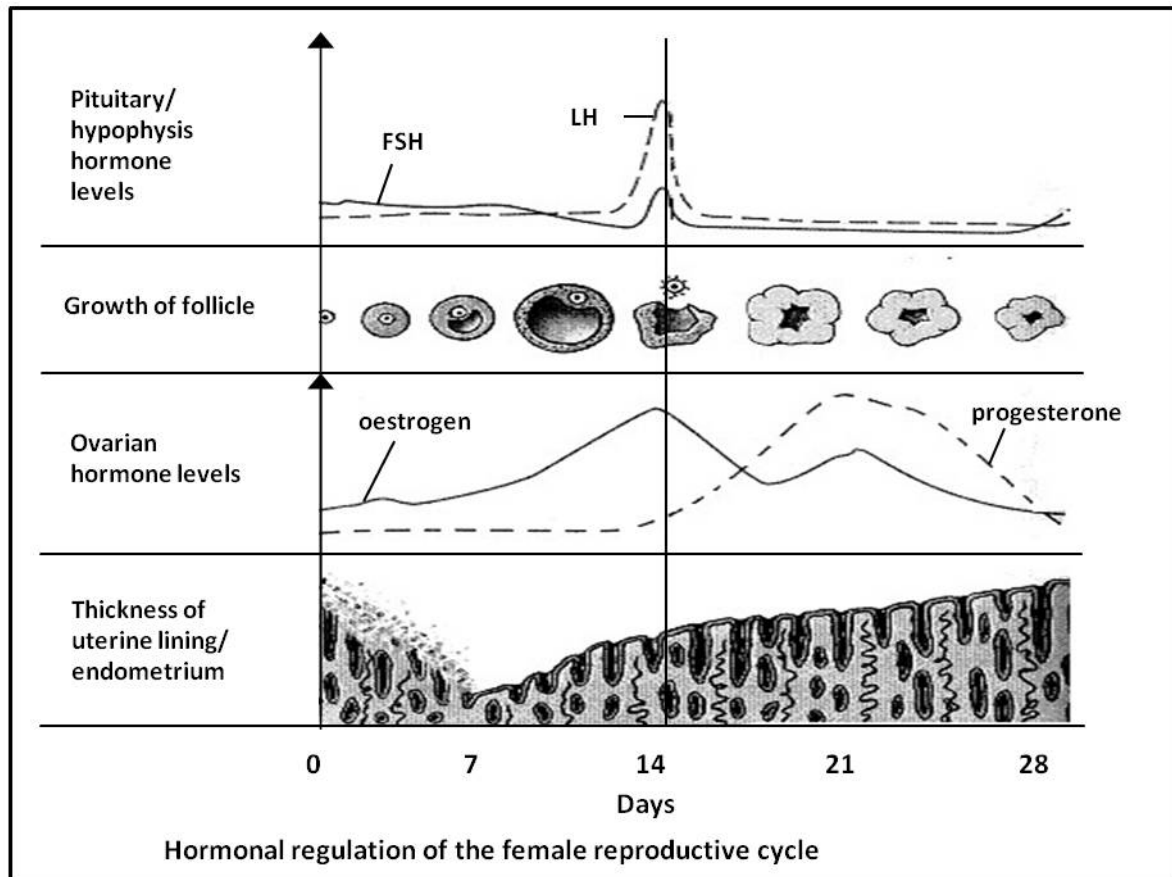 Pituitary/
hypophysis
hormone
levels
FSH
LH
Growth of follicle
Ovarian
hormone levels
oestrogen
progesterone
Thickness of
uterine lining/
endometrium
0 7 14 21 28
Days
Hormonal regulation of the female reproductive cycle